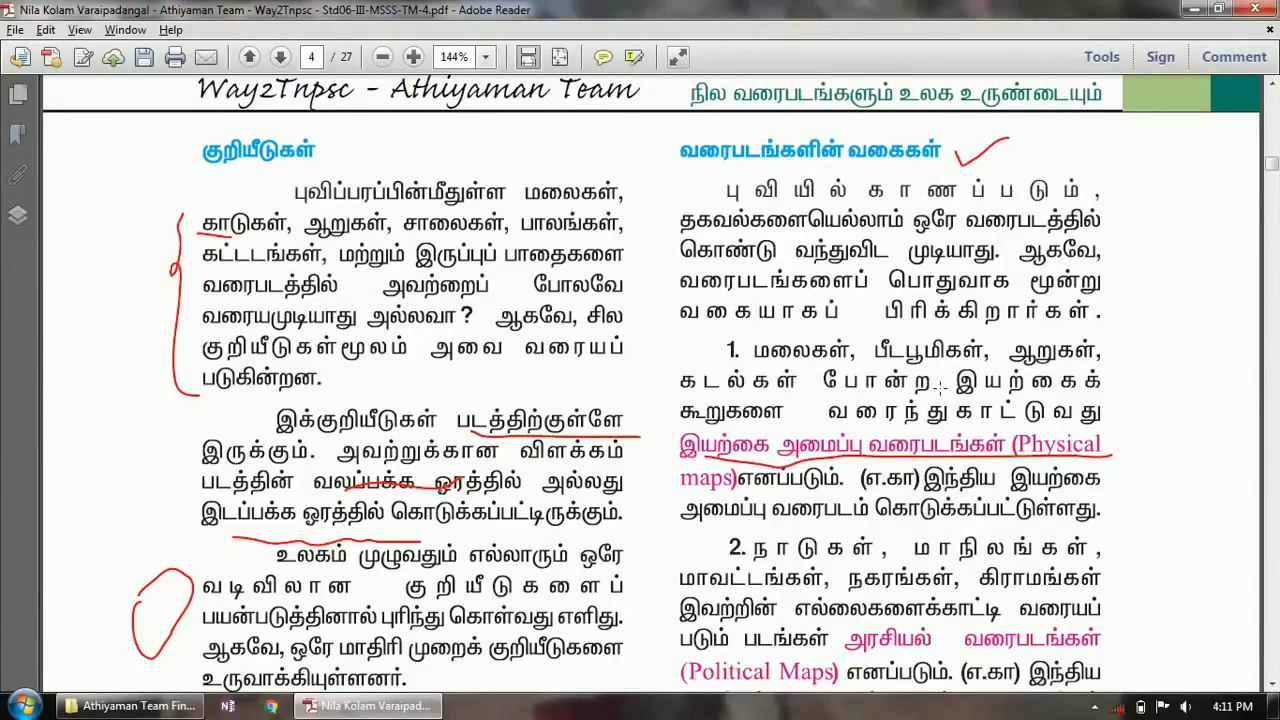 Nila Kolam Varaipadangal - Athiyaman Team - Way2Tnpsc - Std06-III-MSSS-TM-4.pdf - Adobe Reader
File Edit View Window Help
4 / 27 144% Tools Sign Comment
Way2Tnpsc - Athiyaman Team
நில வரைபடங்களும் உலக உருண்டையும்
குறியீடுகள்
புவிப்பரப்பின்மீதுள்ள மலைகள்,
காடுகள், ஆறுகள், சாலைகள், பாலங்கள்,
கட்டடங்கள், மற்றும் இருப்புப் பாதைகளை
வரைபடத்தில் அவற்றைப் போலவே
வரையமுடியாது அல்லவா? ஆகவே, சில
குறியீடுகள்மூலம் அவை வரையப்
படுகின்றன.
இக்குறியீடுகள் படத்திற்குள்ளே
இருக்கும். அவற்றுக்கான விளக்கம்
படத்தின் வலப்பக்க ஓரத்தில் அல்லது
இடப்பக்க ஓரத்தில் கொடுக்கப்பட்டிருக்கும்.
உலகம் முழுவதும் எல்லாரும் ஒரே
வடிவிலான குறியீடுகளைப்
பயன்படுத்தினால் புரிந்து கொள்வது எளிது.
ஆகவே, ஒரே மாதிரி முறைக் குறியீடுகளை
உருவாக்கியுள்ளனர்.
வரைபடங்களின் வகைகள்
புவியில் காணப்படும்,
தகவல்களையெல்லாம் ஒரே வரைபடத்தில்
கொண்டு வந்துவிட முடியாது. ஆகவே,
வரைபடங்களைப் பொதுவாக மூன்று
வகையாகப் பிரிக்கிறார்கள்.
1. மலைகள், பீடபூமிகள், ஆறுகள்,
கடல்கள் போன்ற இயற்கைக்
கூறுகளை வரைந்துகாட்டுவது
இயற்கை அமைப்பு வரைபடங்கள் (Physical
maps)எனப்படும். (எ.கா) இந்திய இயற்கை
அமைப்பு வரைபடம் கொடுக்கப்பட்டுள்ளது.
2. நாடுகள், மாநிலங்கள்,
மாவட்டங்கள், நகரங்கள், கிராமங்கள்
இவற்றின் எல்லைகளைக்காட்டி வரையப்
படும் படங்கள் அரசியல் வரைபடங்கள்
(Political Maps) எனப்படும். (எ.கா) இந்திய
Athiyaman Team Fin... Nila Kolam Varaipad... 4:11 PM